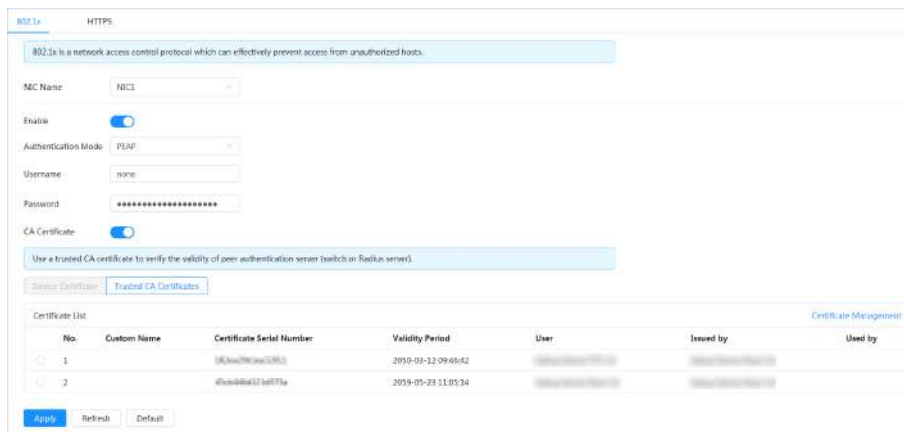 802.1x HTTPS
802.1x is a network access control protocol which can effectively prevent access from unauthorized hosts.
NIC Name NIC1
Enable
Authentication Mode PEAP
Username none
Password ●●●●●●●●●●●●●●●●●●●●
CA Certificate
Use a trusted CA certificate to verify the validity of peer authentication server (switch or Radius server).
Device Certificate Trusted CA Certificates
Certificate List Certificate Management
No. Custom Name Certificate Serial Number Validity Period User Issued by Used by
1 2050-03-12 09:46:42
2 2059-05-23 11:05:14
Apply Refresh Default